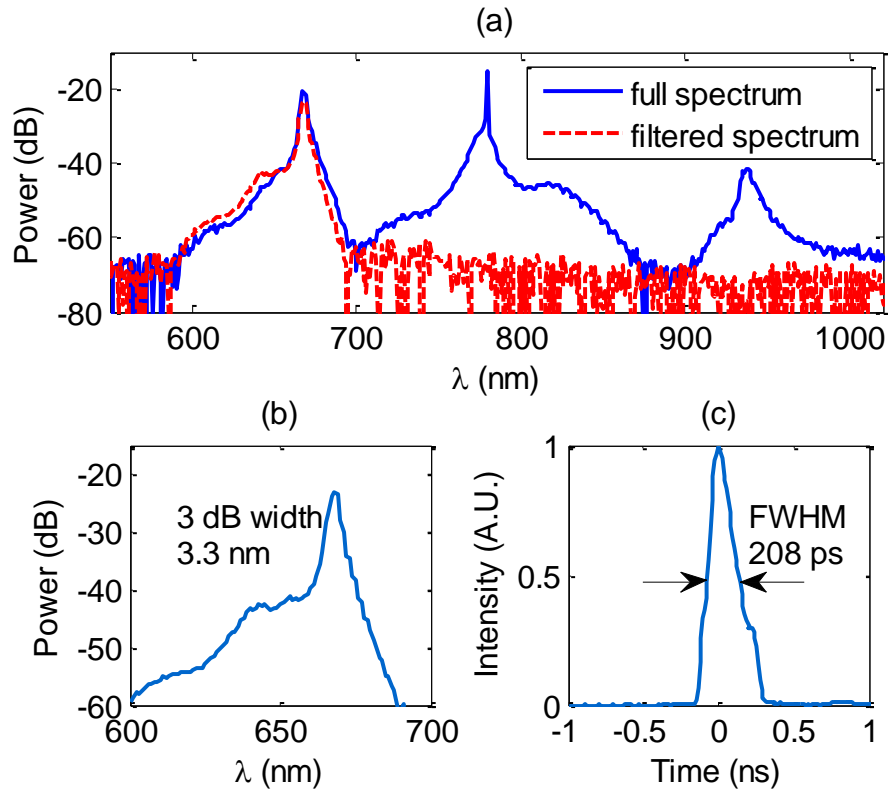 (a)
Power (dB)
-20
-40
-60
-80
full spectrum
filtered spectrum
600
700
800
900
1000
λ (nm)
(b)
Power (dB)
-20
-30
-40
-50
-60
3 dB width
3.3 nm
600
650
700
λ (nm)
(c)
Intensity (A.U.)
1
0.5
0
FWHM
208 ps
-1
-0.5
0
0.5
1
Time (ns)